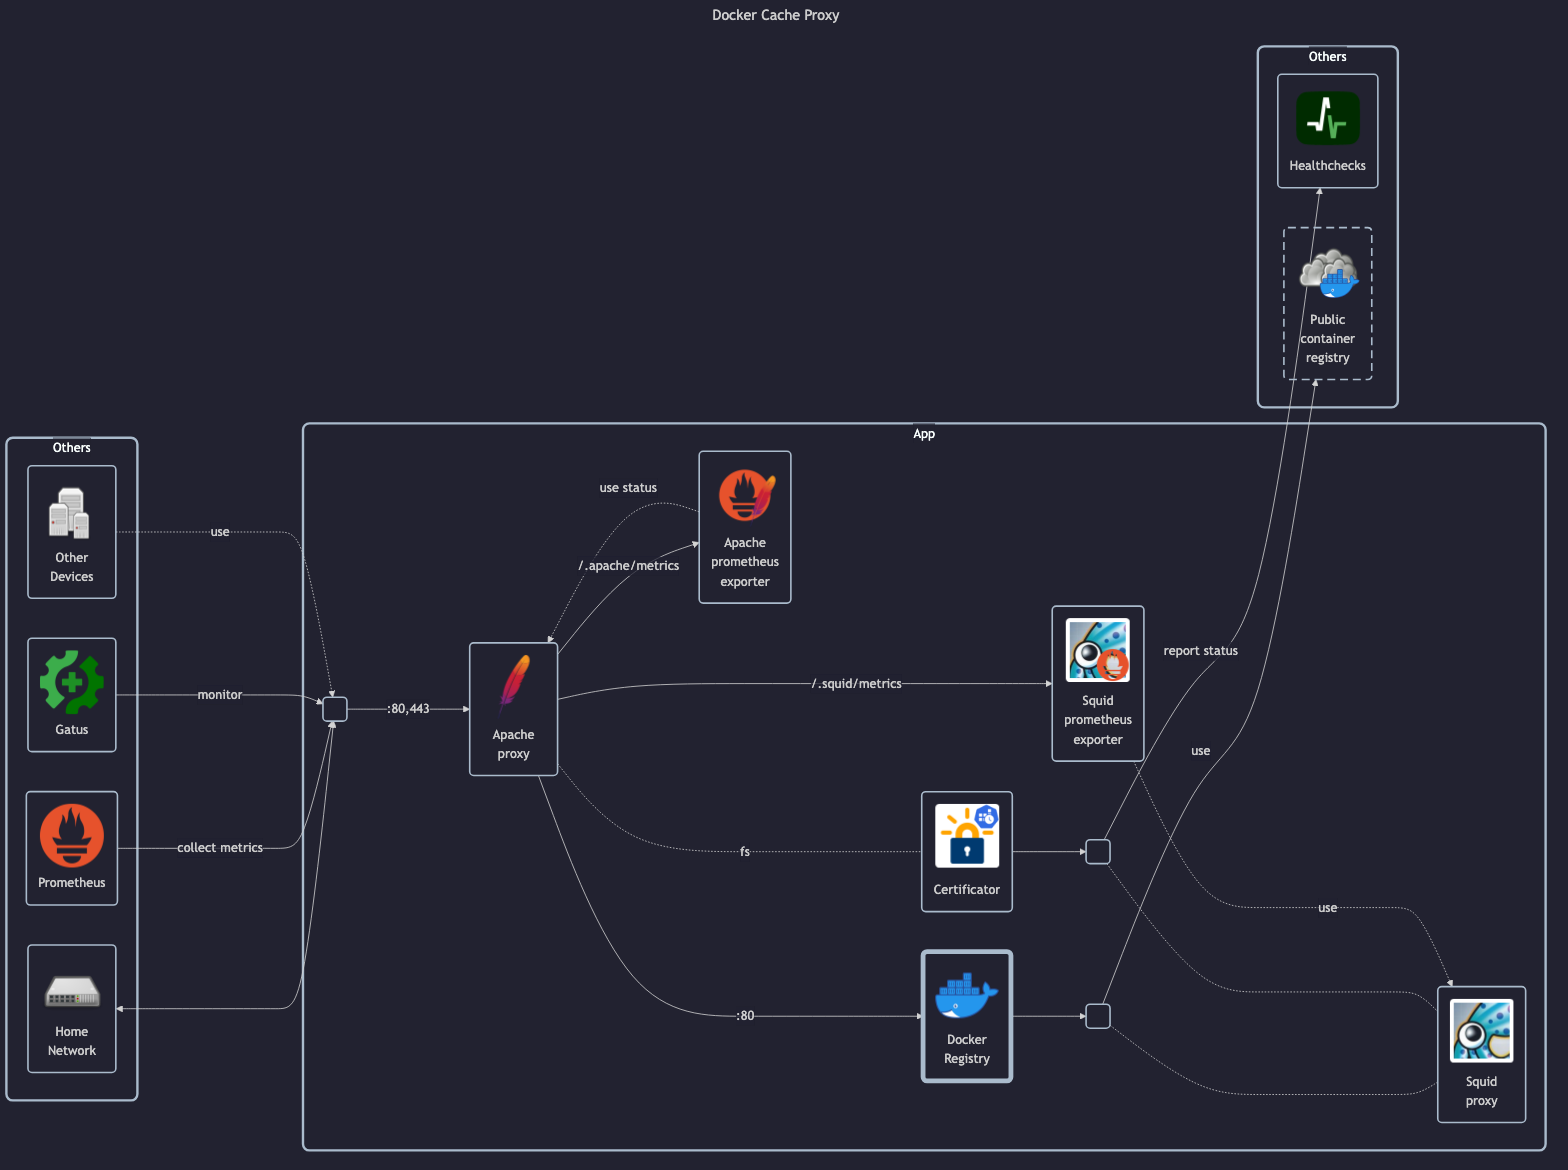 Docker Cache Proxy
Others
Healthchecks
Public
container
registry
App
Others
Other
Devices
Gatus
Prometheus
Home
Network
use
monitor
collect metrics
:80,443
Apache
proxy
use status
/.apache/metrics
Apache
prometheus
exporter
/.squid/metrics
Squid
prometheus
exporter
fs
Certificator
:80
Docker
Registry
report status
use
use
Squid
proxy